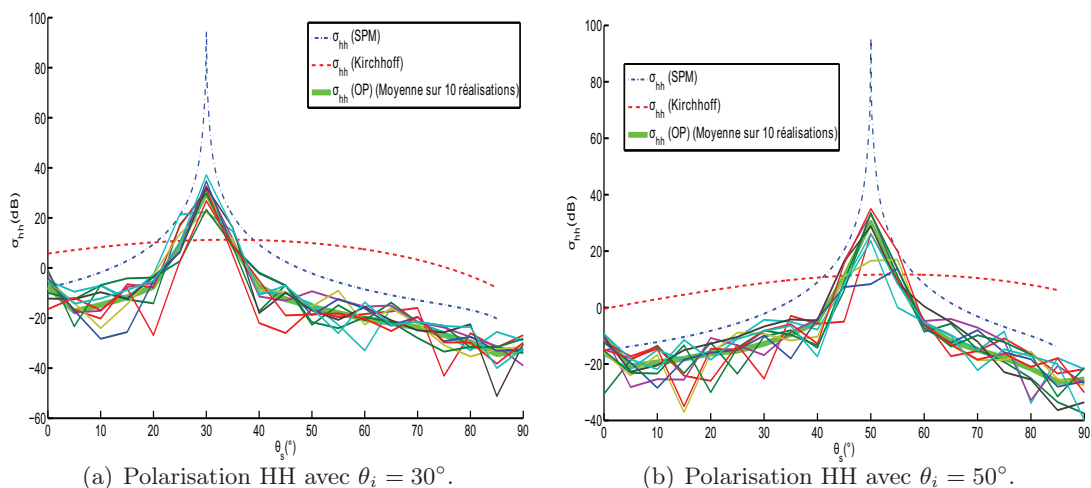 100
80
60
40
20
0
−20
−40
−60
σhh(dB)
0 10 20 30 40 50 60 70 80 90
θs(°)
σhh (SPM)
σhh (Kirchhoff)
σhh (OP) (Moyenne sur 10 réalisations)
(a) Polarisation HH avec θi = 30°.
100
80
60
40
20
0
−20
−40
σhh(dB)
0 10 20 30 40 50 60 70 80 90
θs(°)
σhh (SPM)
σhh (Kirchhoff)
σhh (OP) (Moyenne sur 10 réalisations)
(b) Polarisation HH avec θi = 50°.